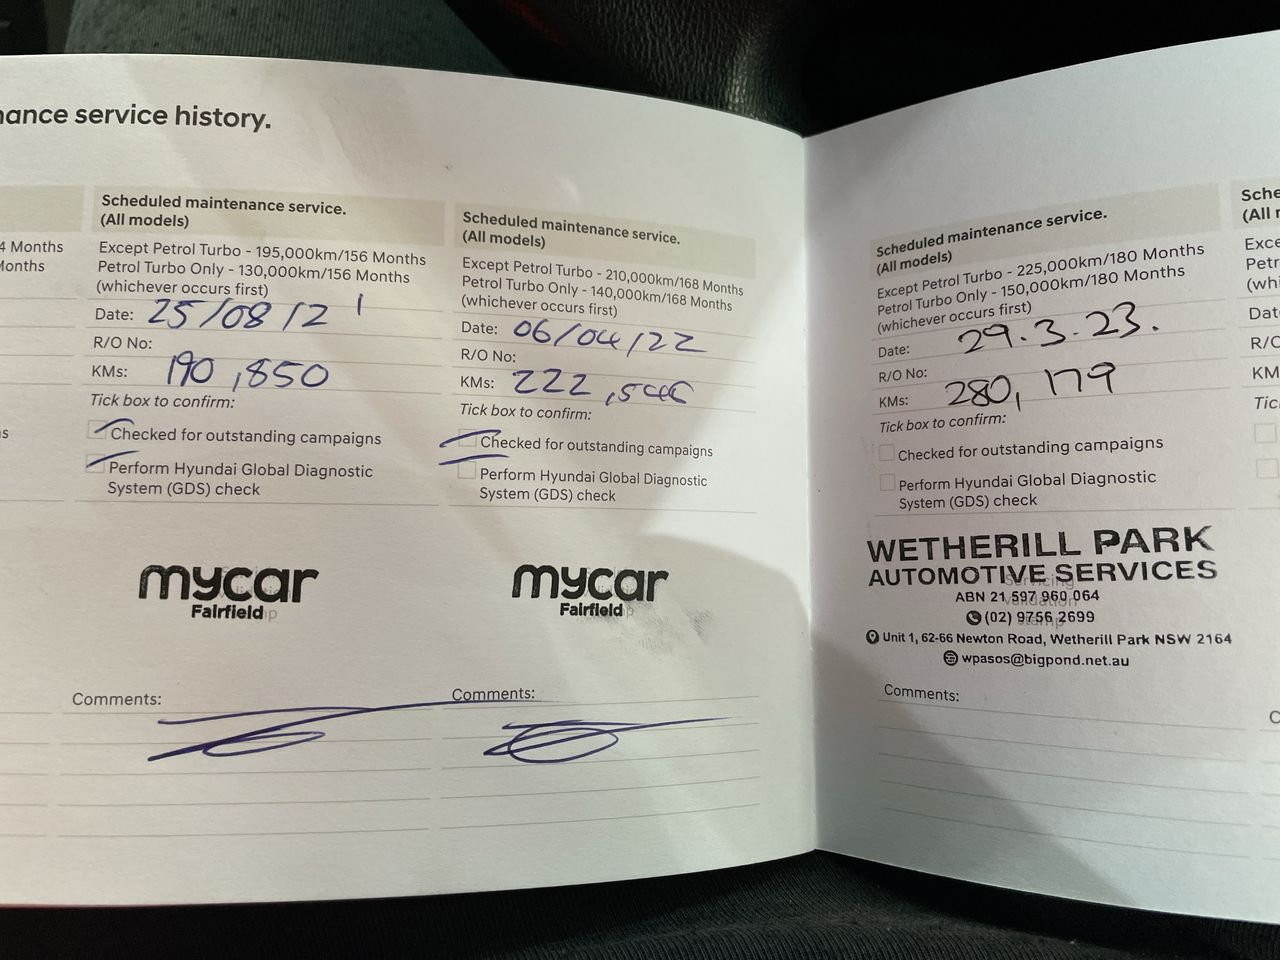 nance service history.
4 Months
Months
s
Scheduled maintenance service.
(All models)
Except Petrol Turbo - 195,000km/156 Months
Petrol Turbo Only - 130,000km/156 Months
(whichever occurs first)
Date: 25/08/21
R/O No:
KMs: 190,850
Tick box to confirm:
Checked for outstanding campaigns
Perform Hyundai Global Diagnostic
System (GDS) check
mycar
Fairfield
Comments:
Scheduled maintenance service.
(All models)
Except Petrol Turbo - 210,000km/168 Months
Petrol Turbo Only - 140,000km/168 Months
(whichever occurs first)
Date: 06/04/22
R/O No:
KMs:
Tick box to confirm:
Checked for outstanding campaigns
Perform Hyundai Global Diagnostic
System (GDS) check
mycar
Fairfield
Comments:
Scheduled maintenance service.
(All models)
Except Petrol Turbo - 225,000km/180 Months
Petrol Turbo Only - 150,000km/180 Months
(whichever occurs first)
Date: 29.3.23.
R/O No:
KMs: 280,179
Tick box to confirm:
Checked for outstanding campaigns
Perform Hyundai Global Diagnostic
System (GDS) check
WETHERILL PARK
AUTOMOTIVE SERVICES
Servicing
ABN 21 597 960 064
validation
(02) 9756 2699
stamp
Unit 1, 62-66 Newton Road, Wetherill Park NSW 2164
wpasos@bigpond.net.au
Comments:
Sche
(All r
Exce
Petr
(whi
Dat
R/O
KM
Tic
C